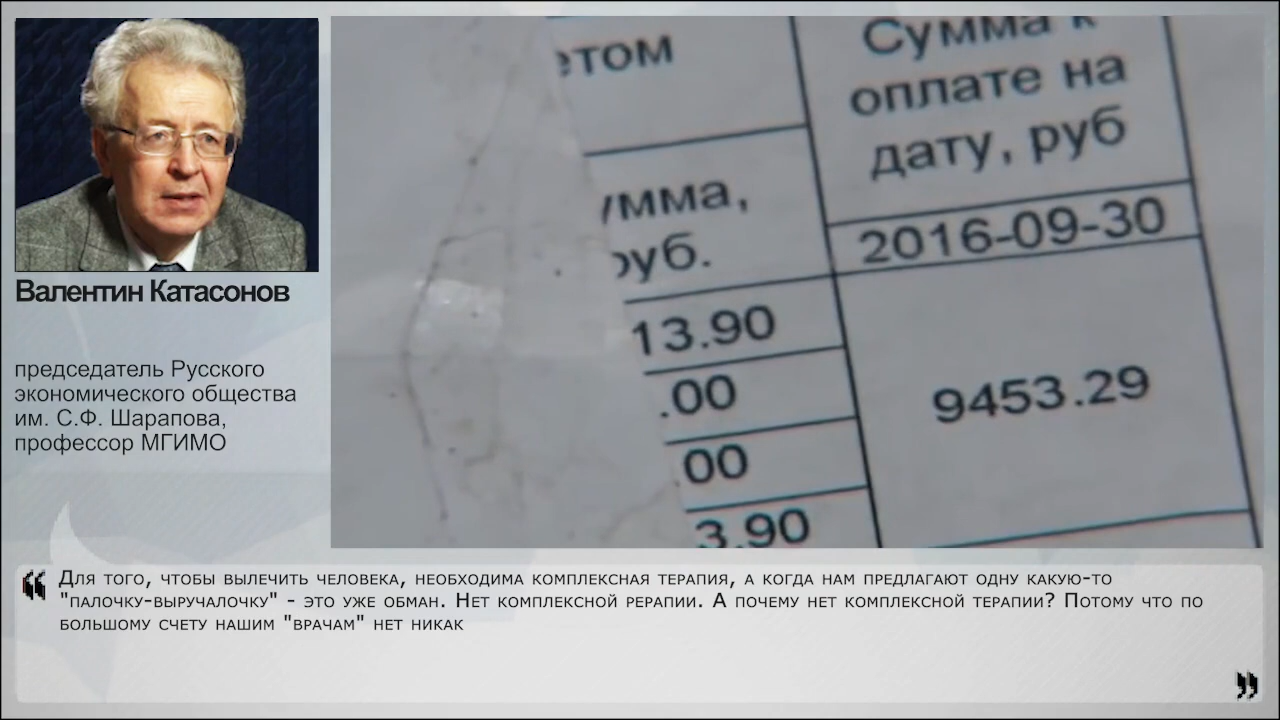 Валентин Катасонов
председатель Русского
экономического общества
им. С.Ф. Шарапова,
профессор МГИМО
етом
Сумма к
оплате на
дату, руб
умма,
руб.
2016-09-30
13.90
.00
00
3.90
9453.29
“ Для того, чтобы вылечить человека, необходима комплексная терапия, а когда нам предлагают одну какую-то
"палочку-выручалочку" - это уже обман. Нет комплексной рерапии. А почему нет комплексной терапии? Потому что по
большому счету нашим "врачам" нет никак
”